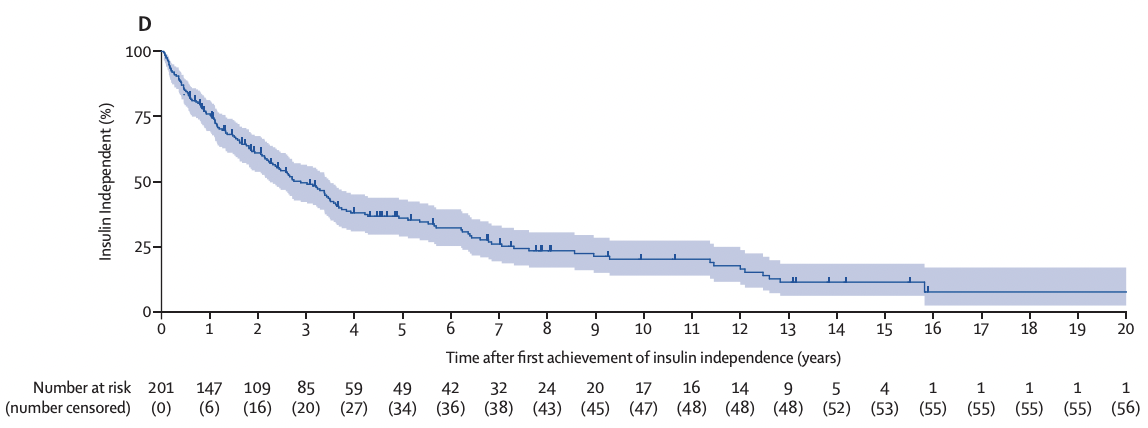 D
100
75
50
25
0
Insulin Independent (%)
0 1 2 3 4 5 6 7 8 9 10 11 12 13 14 15 16 17 18 19 20
Time after first achievement of insulin independence (years)
Number at risk 201 147 109 85 59 49 42 32 24 20 17 16 14 9 5 4 1 1 1 1 1
(number censored) (0) (6) (16) (20) (27) (34) (36) (38) (43) (45) (47) (48) (48) (48) (52) (53) (55) (55) (55) (55) (56)